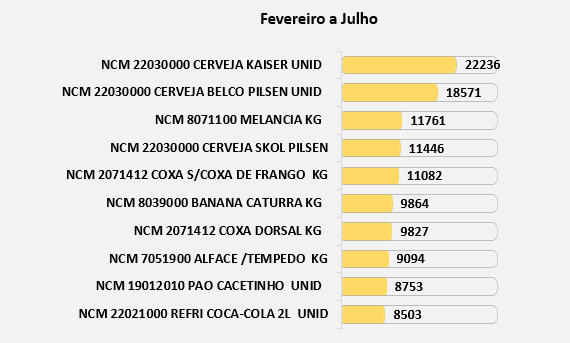 Fevereiro a Julho
NCM 22030000 CERVEJA KAISER UNID 22236
NCM 22030000 CERVEJA BELCO PILSEN UNID 18571
NCM 8071100 MELANCIA KG 11761
NCM 22030000 CERVEJA SKOL PILSEN 11446
NCM 2071412 COXA S/COXA DE FRANGO KG 11082
NCM 8039000 BANANA CATURRA KG 9864
NCM 2071412 COXA DORSAL KG 9827
NCM 7051900 ALFACE /TEMPEDO KG 9094
NCM 19012010 PAO CACETINHO UNID 8753
NCM 22021000 REFRI COCA-COLA 2L UNID 8503